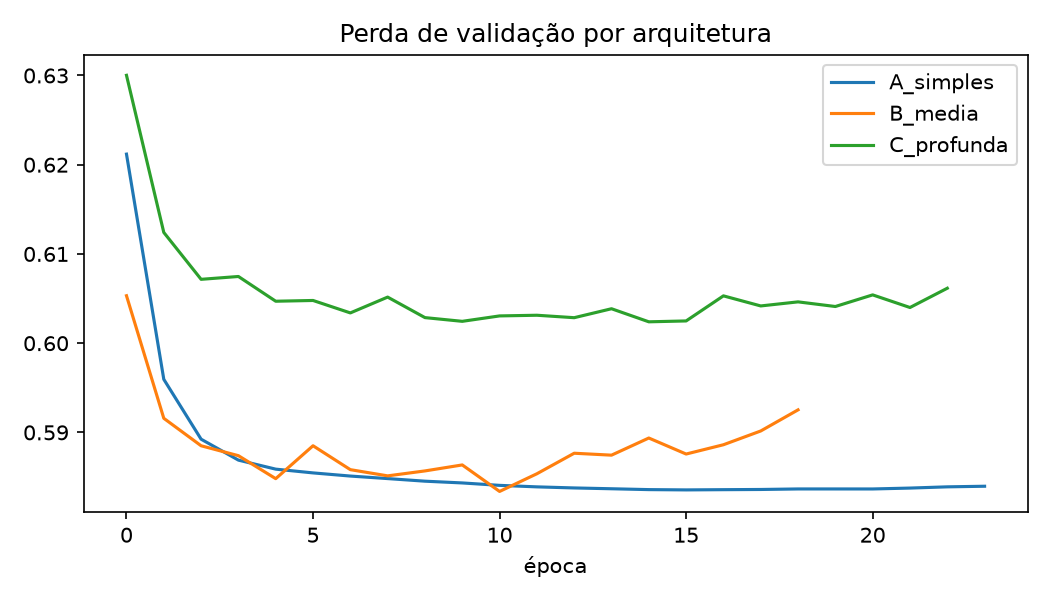 Perda de validação por arquitetura
0.63
0.62
0.61
0.60
0.59
A_simples
B_media
C_profunda
0 5 10 15 20
época